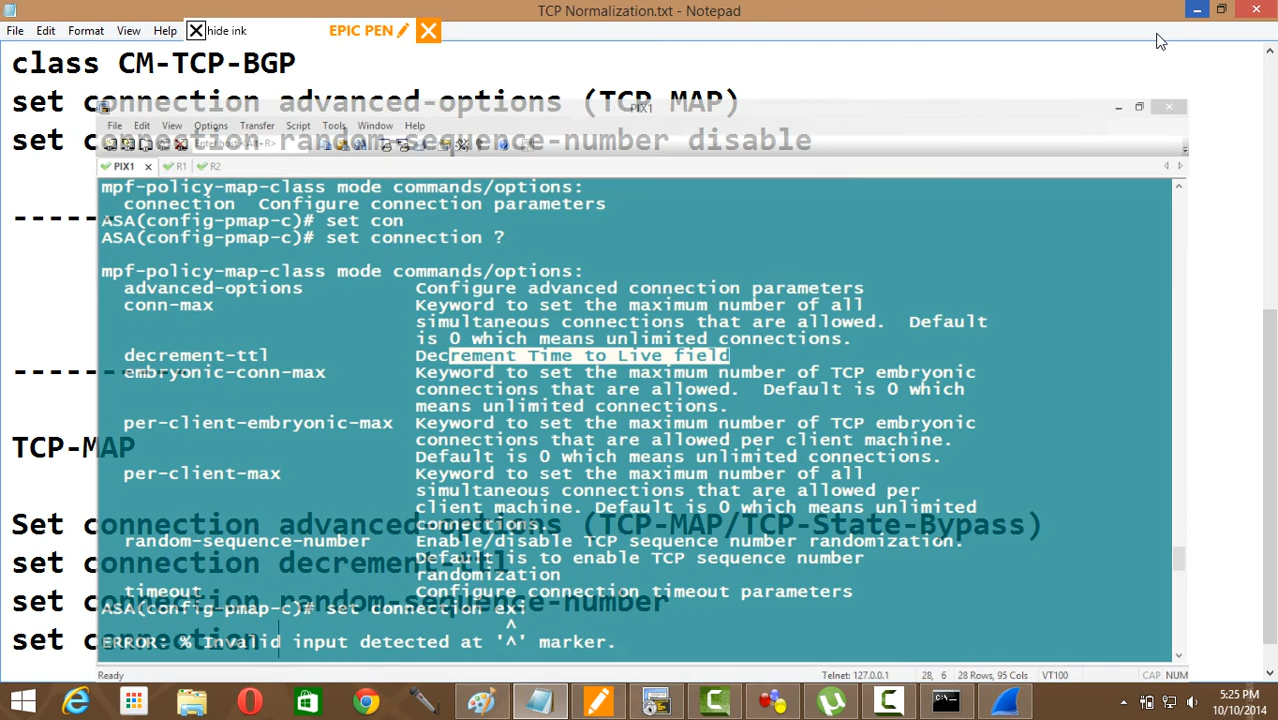 TCP Normalization.txt - Notepad
File Edit Format View Help hide ink EPIC PEN
class CM-TCP-BGP
set connection advanced-options (TCP MAP)
set connection random-sequence-number disable
PIX1
File Edit View Options Transfer Script Tools Window Help
Enter host <Alt+R>
PIX1 R1 R2
mpf-policy-map-class mode commands/options:
connection Configure connection parameters
ASA(config-pmap-c)# set con
ASA(config-pmap-c)# set connection ?
mpf-policy-map-class mode commands/options:
advanced-options Configure advanced connection parameters
conn-max Keyword to set the maximum number of all
simultaneous connections that are allowed. Default
is 0 which means unlimited connections.
decrement-ttl Decrement Time to Live field
embryonic-conn-max Keyword to set the maximum number of TCP embryonic
connections that are allowed. Default is 0 which
means unlimited connections.
per-client-embryonic-max Keyword to set the maximum number of TCP embryonic
connections that are allowed per client machine.
Default is 0 which means unlimited connections.
per-client-max Keyword to set the maximum number of all
simultaneous connections that are allowed per
client machine. Default is 0 which means unlimited
connections.
random-sequence-number Enable/disable TCP sequence number randomization.
Default is to enable TCP sequence number
randomization
timeout Configure connection timeout parameters
ASA(config-pmap-c)# set connection exi
^
ERROR: % Invalid input detected at '^' marker.
TCP-MAP
Set connection advanced-options (TCP-MAP/TCP-State-Bypass)
set connection decrement-ttl
set connection random-sequence-number
set connection
Ready Telnet: 127.0.0.1 28, 6 28 Rows, 95 Cols VT100 CAP NUM
5:25 PM
10/10/2014